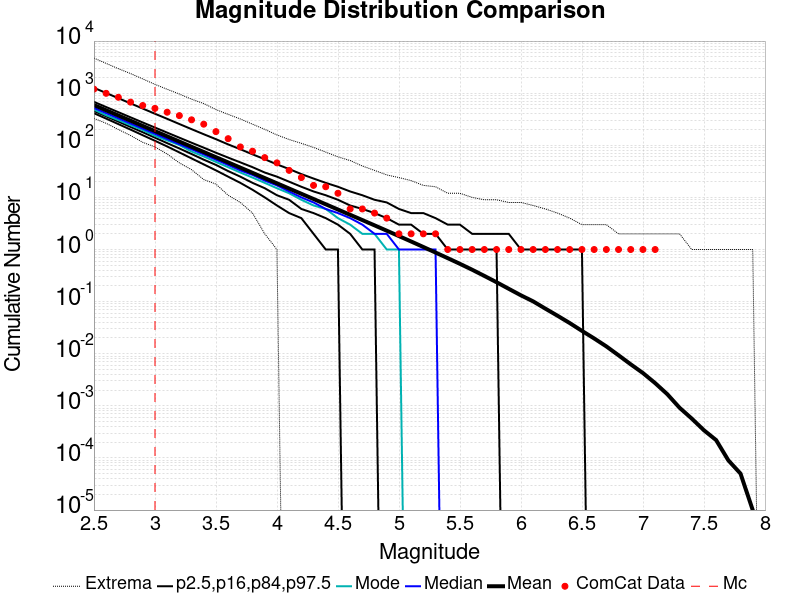 Magnitude Distribution Comparison
10^4
10^3
10^2
10^1
10^0
10^-1
10^-2
10^-3
10^-4
10^-5
Cumulative Number
2.5 3 3.5 4 4.5 5 5.5 6 6.5 7 7.5 8
Magnitude
Extrema p2.5,p16,p84,p97.5 Mode Median Mean ComCat Data Mc